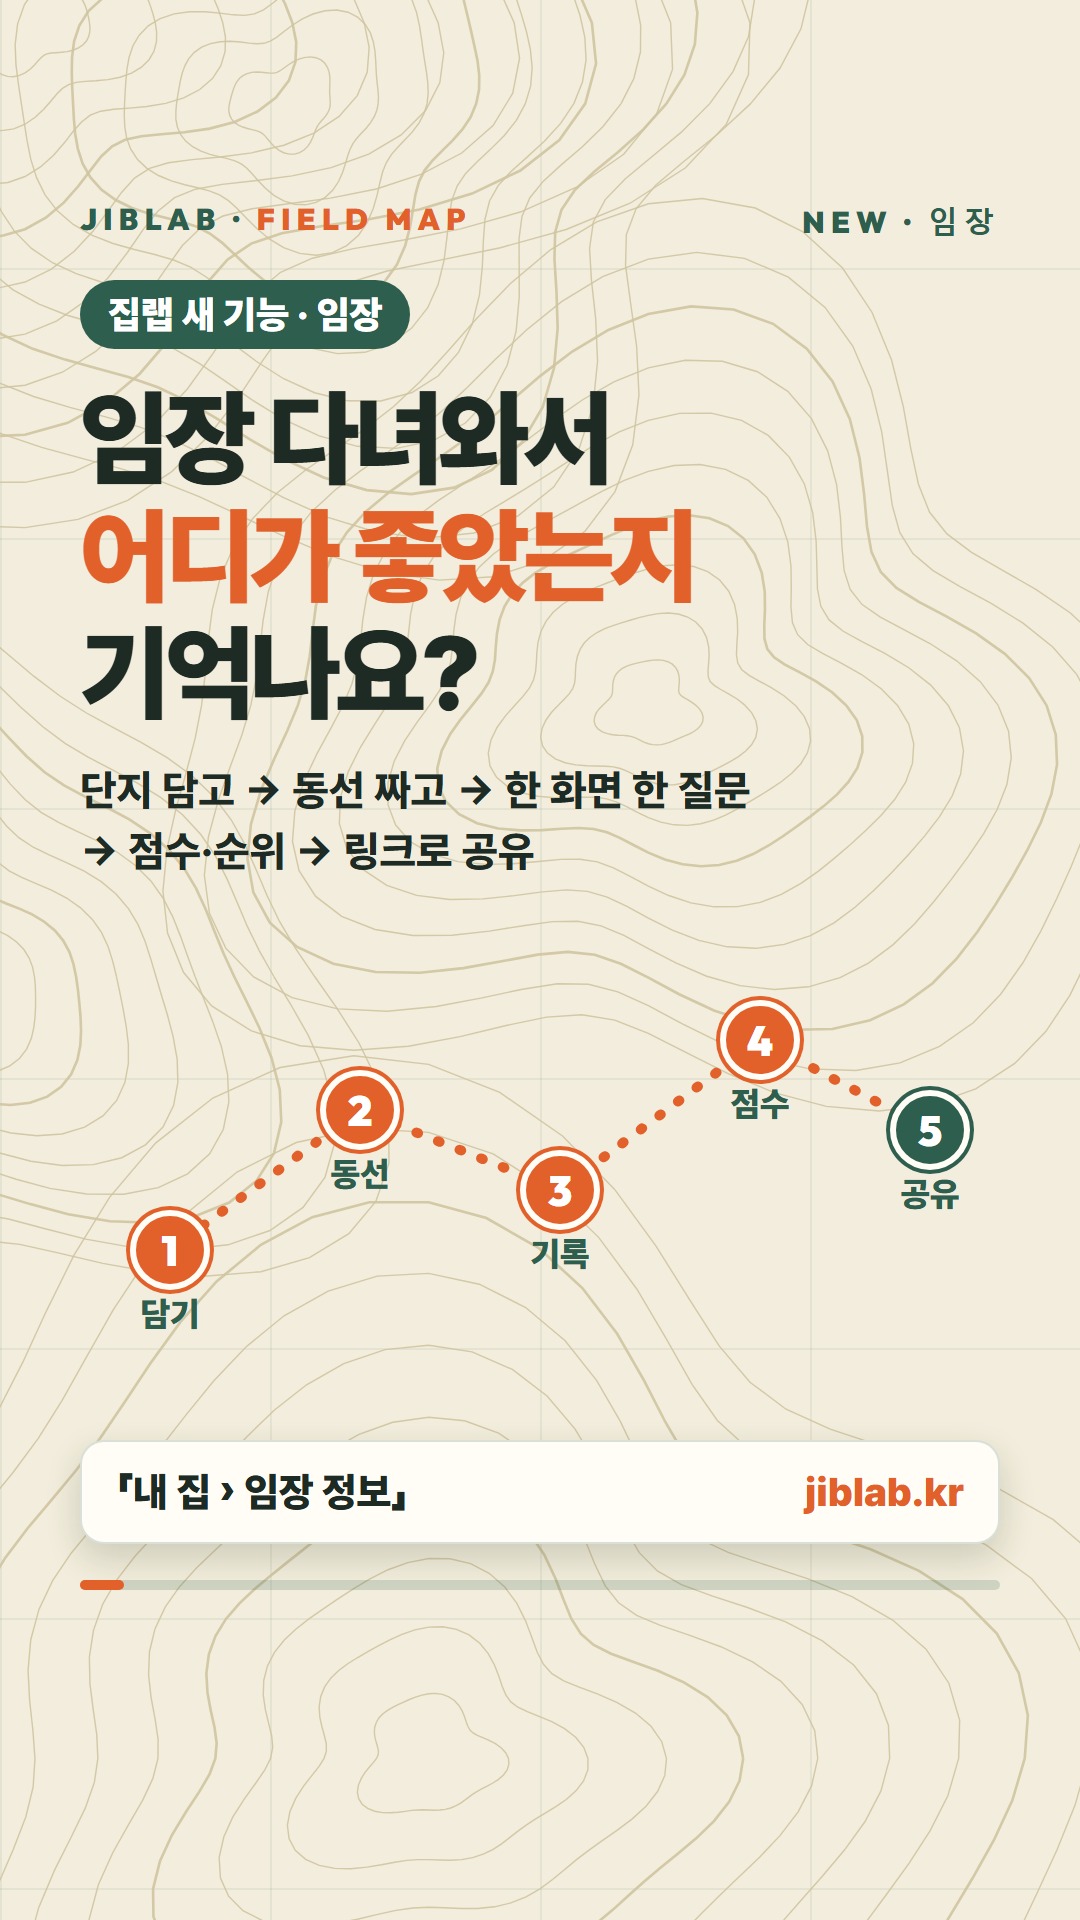 JIBLAB · FIELD MAP
NEW · 임장
집랩 새 기능 · 임장
임장 다녀와서
어디가 좋았는지
기억나요?
단지 담고 → 동선 짜고 → 한 화면 한 질문
→ 점수·순위 → 링크로 공유
1
담기
2
동선
3
기록
4
점수
5
공유
「내 집 › 임장 정보」
jiblab.kr